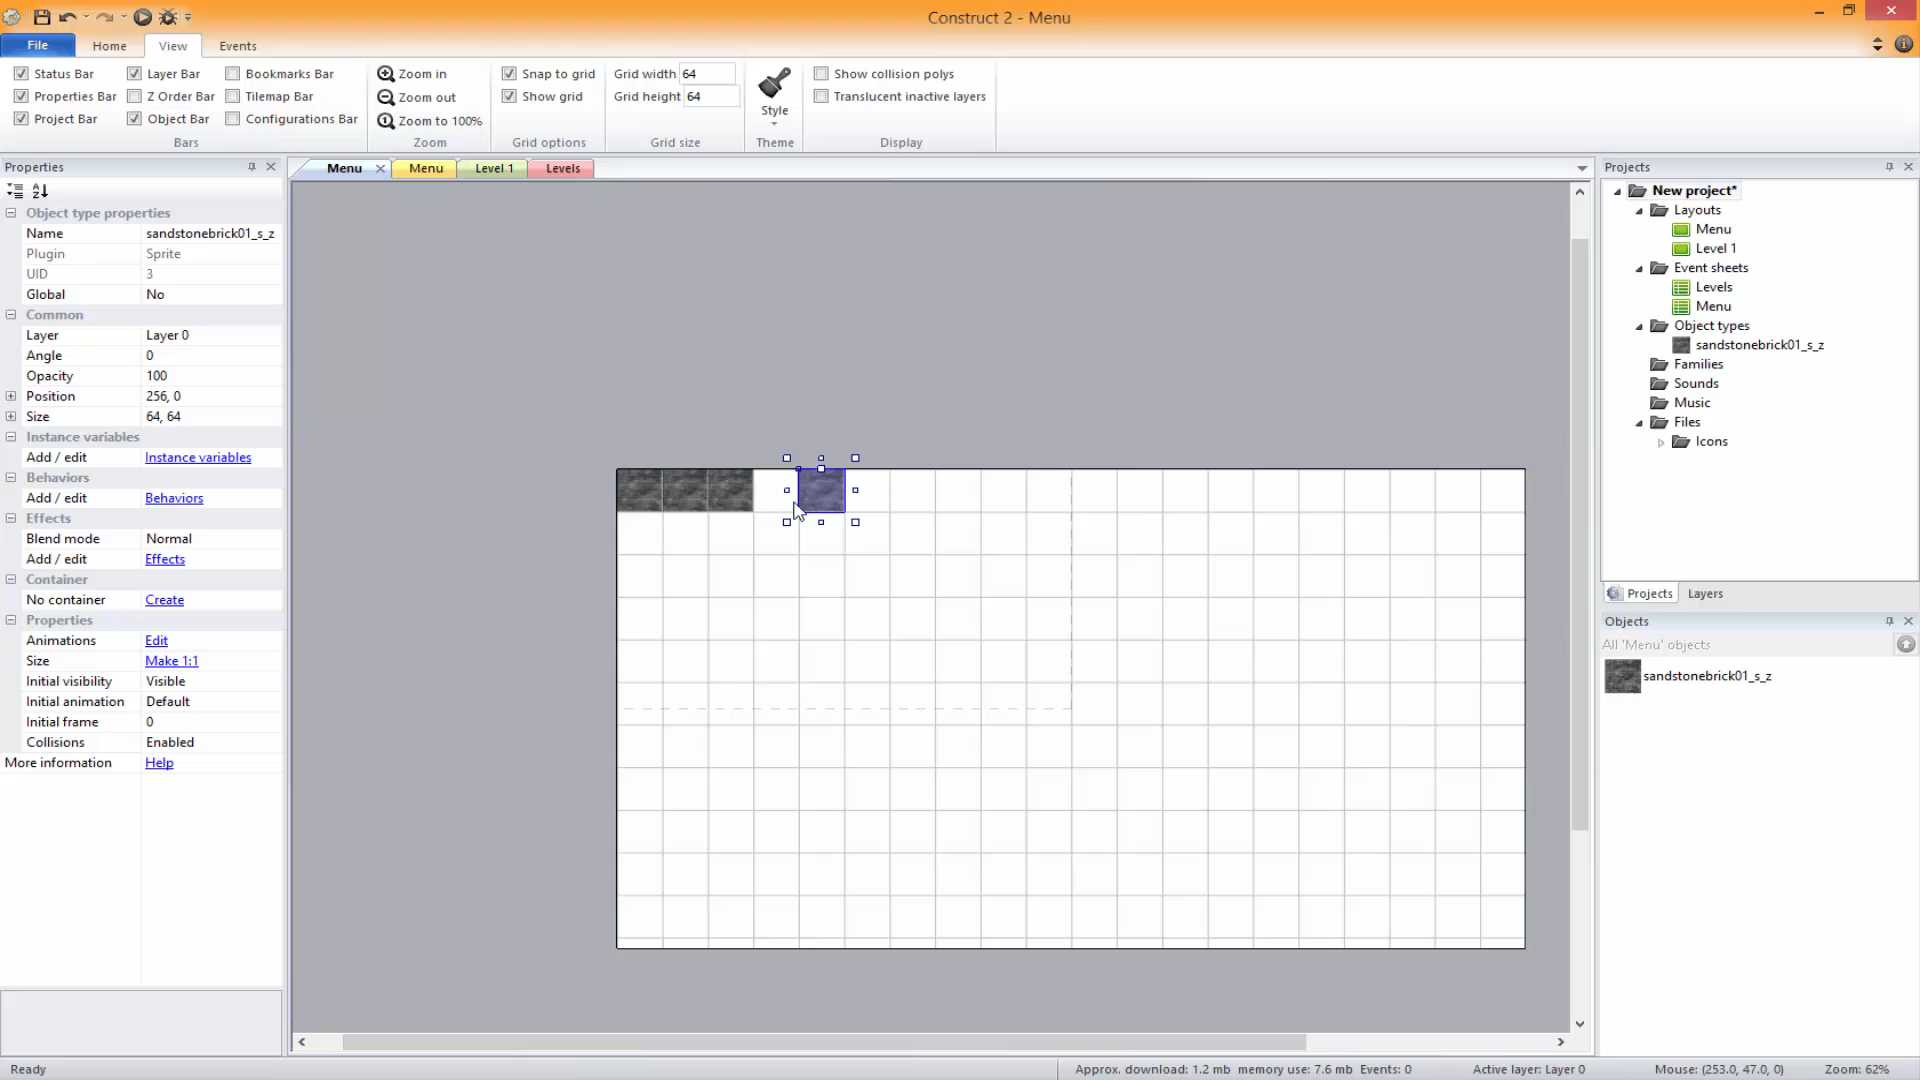 Construct 2 - Menu
File Home View Events
Status Bar Layer Bar Bookmarks Bar Zoom in Snap to grid Grid width 64 Show collision polys
Properties Bar Z Order Bar Tilemap Bar Zoom out Show grid Grid height 64 Translucent inactive layers
Project Bar Object Bar Configurations Bar Zoom to 100% Style
Bars Zoom Grid options Grid size Theme Display
Properties
Menu Menu Level 1 Levels
Projects
Object type properties
Name sandstonebrick01_s_z
Plugin Sprite
UID 3
Global No
Common
Layer Layer 0
Angle 0
Opacity 100
Position 256, 0
Size 64, 64
Instance variables
Add / edit Instance variables
Behaviors
Add / edit Behaviors
Effects
Blend mode Normal
Add / edit Effects
Container
No container Create
Properties
Animations Edit
Size Make 1:1
Initial visibility Visible
Initial animation Default
Initial frame 0
Collisions Enabled
More information Help
New project*
Layouts
Menu
Level 1
Event sheets
Levels
Menu
Object types
sandstonebrick01_s_z
Families
Sounds
Music
Files
Icons
Projects Layers
Objects
All 'Menu' objects
sandstonebrick01_s_z
Ready Approx. download: 1.2 mb memory use: 7.6 mb Events: 0 Active layer: Layer 0 Mouse: (253.0, 47.0, 0) Zoom: 62%